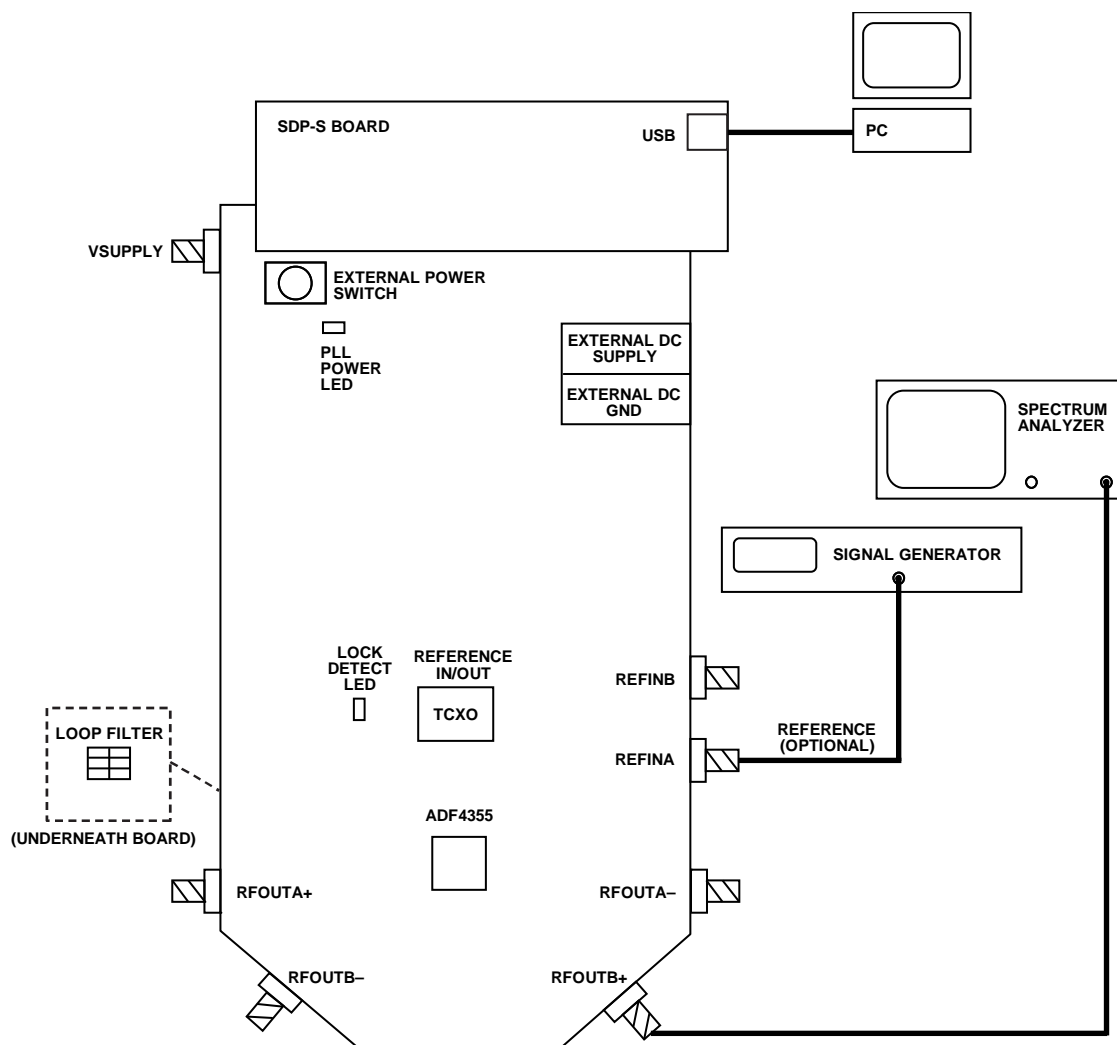 SDP-S BOARD
USB
PC
VSUPPLY
EXTERNAL POWER
SWITCH
PLL
POWER
LED
EXTERNAL DC
SUPPLY
EXTERNAL DC
GND
SPECTRUM
ANALYZER
SIGNAL GENERATOR
LOCK
DETECT
LED
REFERENCE
IN/OUT
TCXO
REFINB
REFINA
REFERENCE
(OPTIONAL)
LOOP FILTER
(UNDERNEATH BOARD)
ADF4355
RFOUTA+
RFOUTA–
RFOUTB–
RFOUTB+